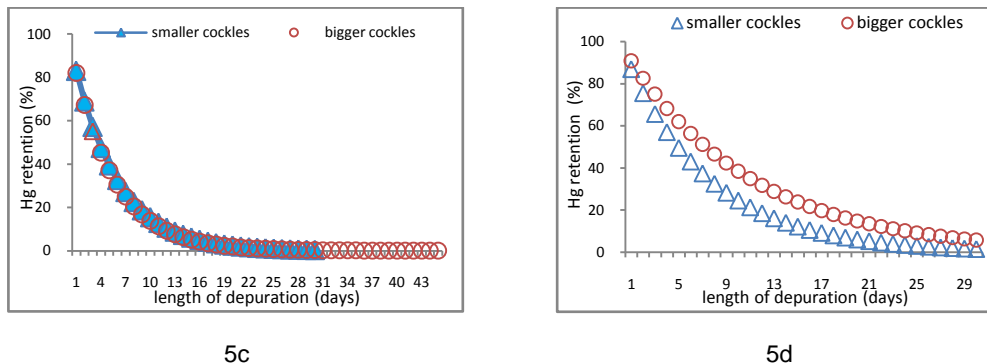 smaller cockles bigger cockles
Hg retention (%)
100
80
60
40
20
0
1 4 7 10 13 16 19 22 25 28 31 34 37 40 43
length of depuration (days)
5c
smaller cockles bigger cockles
Hg retention (%)
100
80
60
40
20
0
1 5 9 13 17 21 25 29
length of depuration (days)
5d